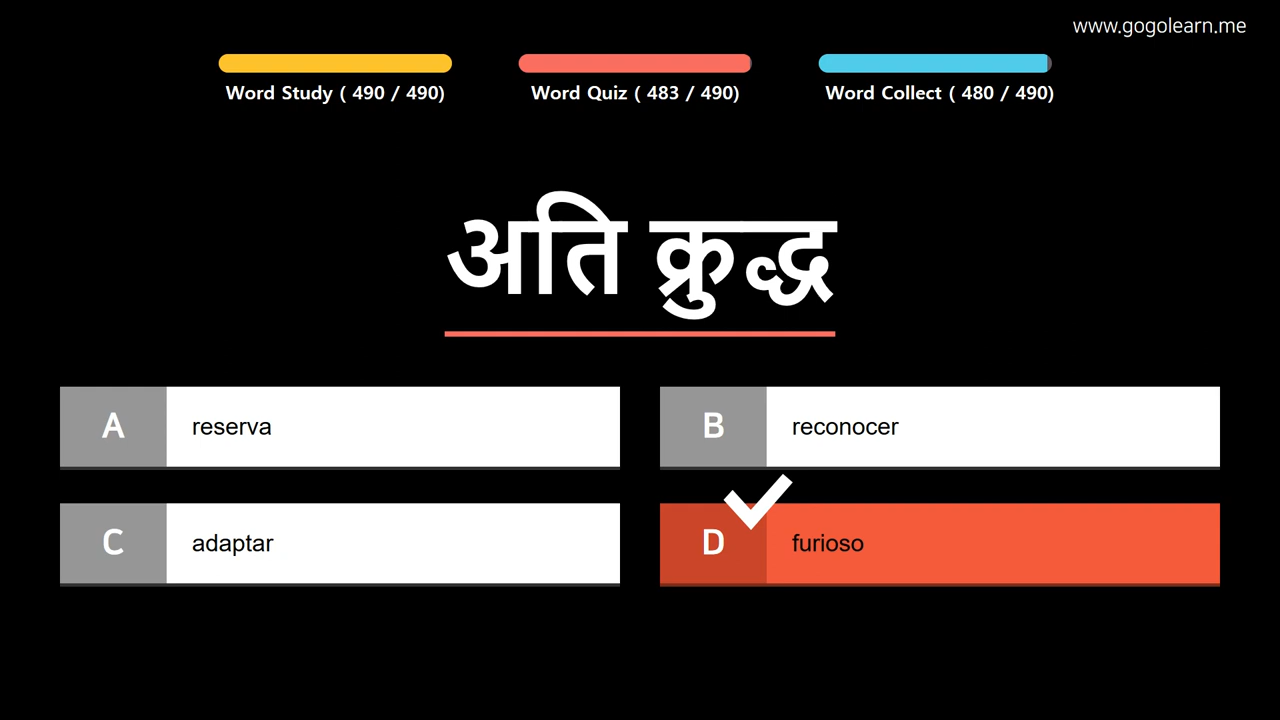 www.gogolearn.me
Word Study ( 490 / 490)
Word Quiz ( 483 / 490)
Word Collect ( 480 / 490)
अति क्रुद्ध
A reserva
B reconocer
C adaptar
D furioso